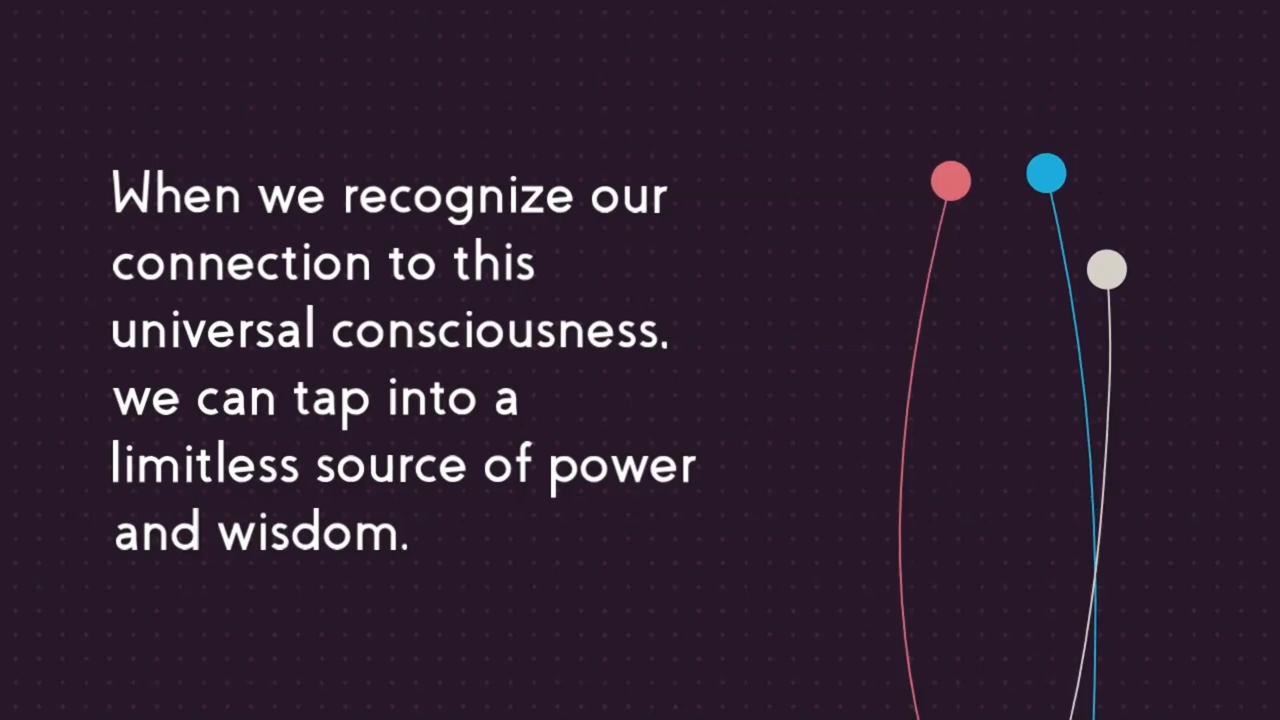 When we recognize our
connection to this
universal consciousness,
we can tap into a
limitless source of power
and wisdom.